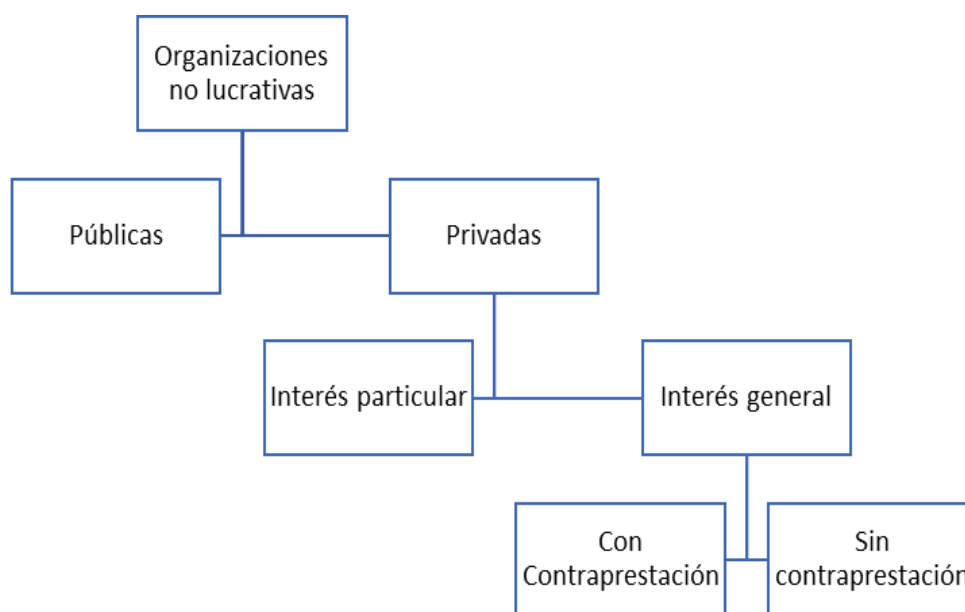 Organizaciones
no lucrativas
Públicas
Privadas
Interés particular
Interés general
Con
Contraprestación
Sin
contraprestación